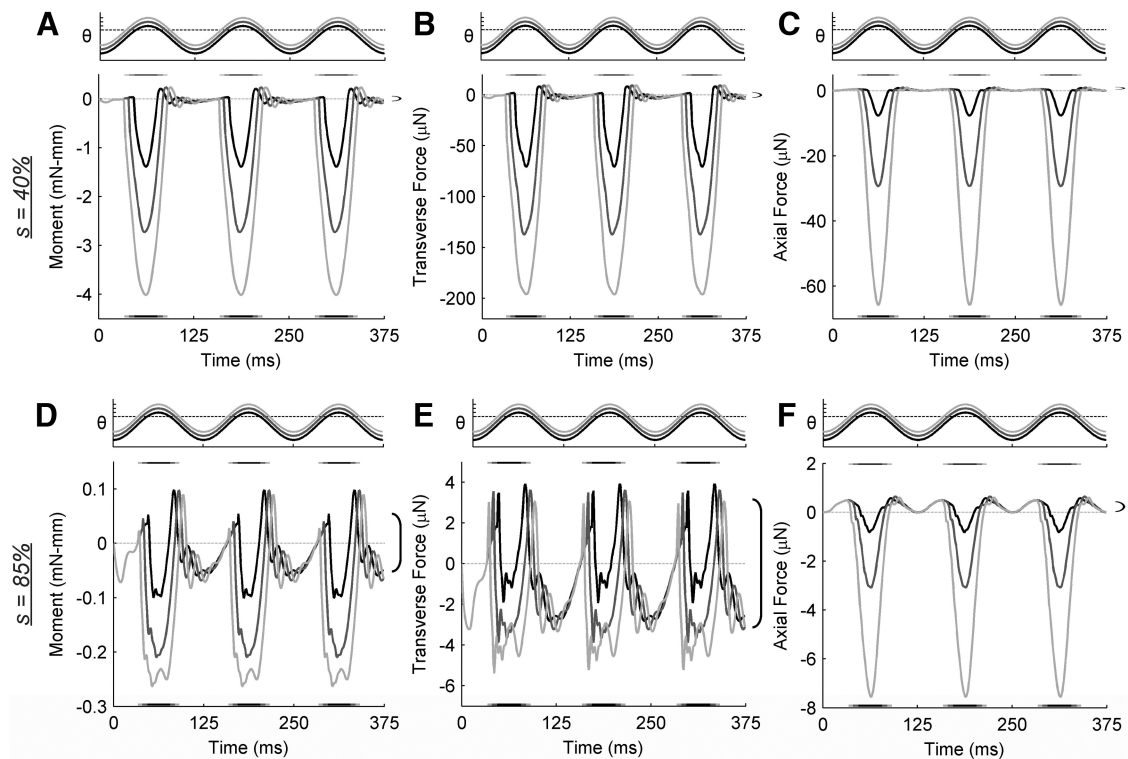 A
θ
B
θ
C
θ
s = 40%
Moment (mN-mm)
0
-1
-2
-3
-4
0
125
250
375
Time (ms)
Transverse Force (μN)
0
-50
-100
-150
-200
0
125
250
375
Time (ms)
Axial Force (μN)
0
-20
-40
-60
0
125
250
375
Time (ms)
D
θ
E
θ
F
θ
s = 85%
Moment (mN-mm)
0.1
0
-0.1
-0.2
-0.3
0
125
250
375
Time (ms)
Transverse Force (μN)
4
2
0
-2
-4
-6
0
125
250
375
Time (ms)
Axial Force (μN)
2
0
-2
-4
-6
-8
0
125
250
375
Time (ms)